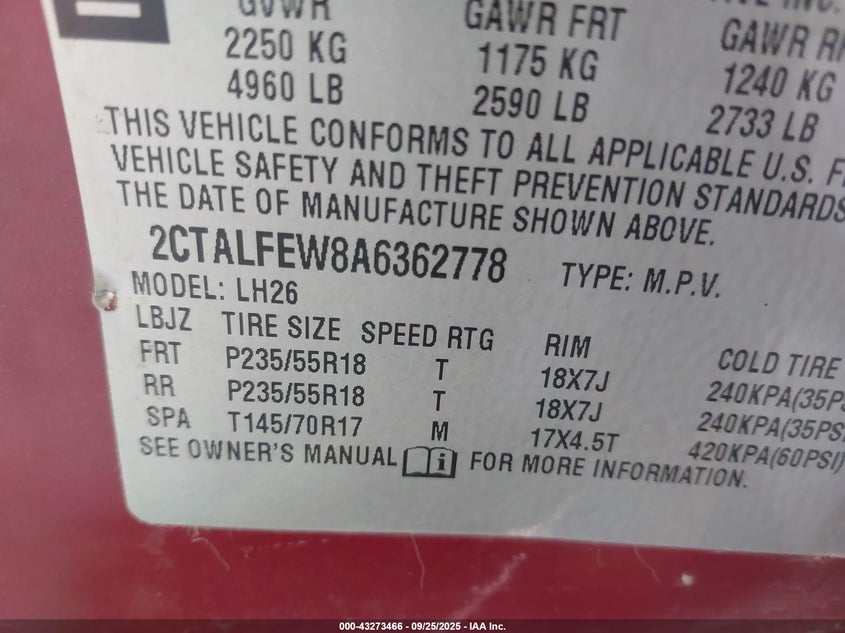 GVWR GAWR FRT GAWR
2250 KG 1175 KG 1240 KG
4960 LB 2590 LB 2733 LB
THIS VEHICLE CONFORMS TO ALL APPLICABLE U.S.
VEHICLE SAFETY AND THEFT PREVENTION STANDARDS
THE DATE OF MANUFACTURE SHOWN ABOVE.
2CTALFEW8A6362778 TYPE: M.P.V.
MODEL: LH26
LBJZ TIRE SIZE SPEED RTG RIM COLD TIRE
FRT P235/55R18 T 18X7J 240KPA(35PS
RR P235/55R18 T 18X7J 240KPA(35PSI
SPA T145/70R17 M 17X4.5T 420KPA(60PSI)
SEE OWNER'S MANUAL FOR MORE INFORMATION.
000-43273466 - 09/25/2025 - IAA Inc.